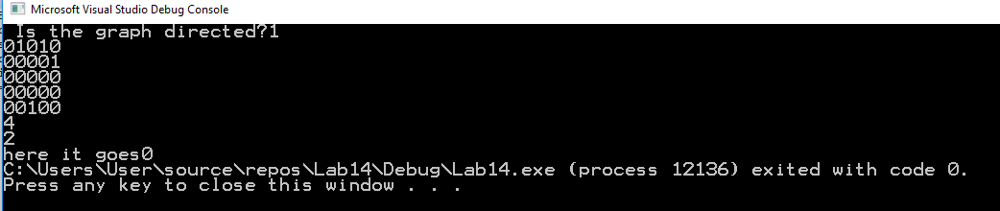 Microsoft Visual Studio Debug Console
Is the graph directed?1
01010
00001
00000
00000
00100
4
2
here it goes0
C:\Users\User\source\repos\Lab14\Debug\Lab14.exe (process 12136) exited with code 0.
Press any key to close this window . . .